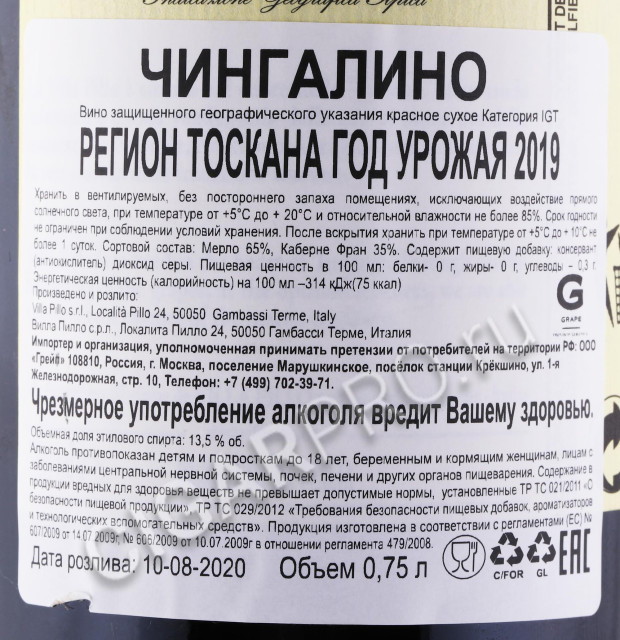 Indicazione Geografica Tipica
ЧИНГАЛИНО
Вино защищенного географического указания красное сухое Категория IGT
РЕГИОН ТОСКАНА ГОД УРОЖАЯ 2019
Хранить в вентилируемых, без постороннего запаха помещениях, исключающих воздействие прямого
солнечного света, при температуре от +5°С до + 20°С и относительной влажности не более 85%. Срок годности
не ограничен при соблюдении условий хранения. После вскрытия хранить при температуре от +5°С до + 10°С не
более 1 суток. Сортовой состав: Мерло 65%, Каберне Фран 35%. Содержит пищевую добавку: консервант
(антиокислитель) диоксид серы. Пищевая ценность в 100 мл: белки- 0 г, жиры- 0 г, углеводы – 0,3 г.
Энергетическая ценность (калорийность) на 100 мл –314 кДж(75 ккал)
Произведено и розлито:
Villa Pillo s.r.l., Località Pillo 24, 50050 Gambassi Terme, Italy
Вилла Пилло с.р.л., Локалита Пилло 24, 50050 Гамбасси Терме, Италия
G
GRAPE
Импортер и организация, уполномоченная принимать претензии от потребителей на территории РФ: ООО
«Грейп» 108810, Россия, г. Москва, поселение Марушкинское, посёлок станции Крёкшино, ул. 1-я
Железнодорожная, стр. 10, Телефон: +7 (499) 702-39-71.
Чрезмерное употребление алкоголя вредит Вашему здоровью.
Объемная доля этилового спирта: 13,5 % об.
Алкоголь противопоказан детям и подросткам до 18 лет, беременным и кормящим женщинам, лицам с
заболеваниями центральной нервной системы, почек, печени и других органов пищеварения. Содержание в
продукции вредных для здоровья веществ не превышает допустимые нормы, установленные ТР ТС 021/2011 «О
безопасности пищевой продукции», ТР ТС 029/2012 «Требования безопасности пищевых добавок, ароматизаторов
и технологических вспомогательных средств». Продукция изготовлена в соответствии с регламентами (ЕС) №
607/2009 от 14.07.2009г, № 606/2009 от 10.07.2009г в отношении регламента 479/2008.
Дата розлива: 10-08-2020 Объем 0,75 л
C/FOR GL EAC
CIGARPRO.ru